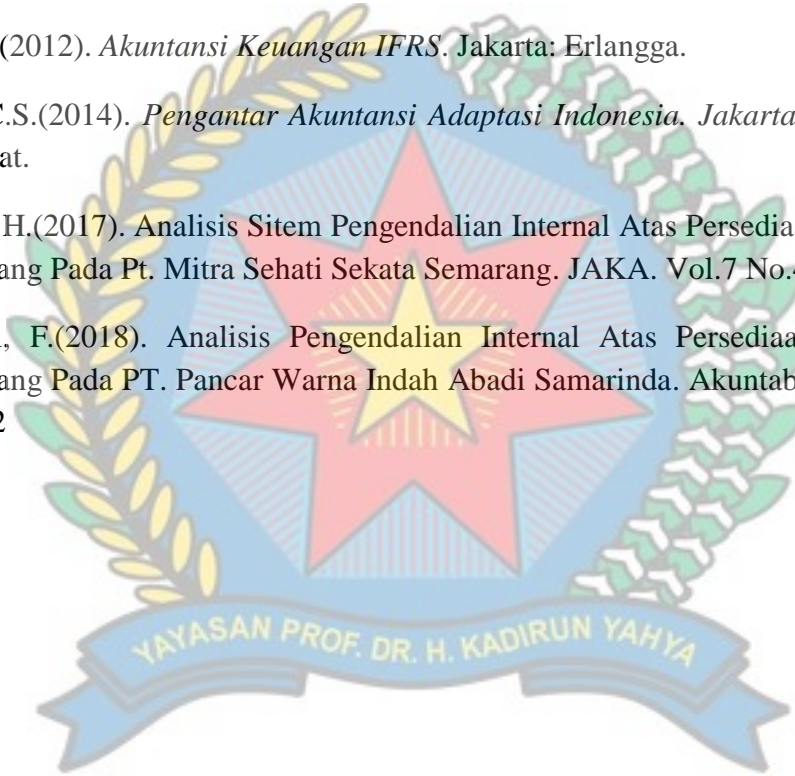 (2012). Akuntansi Keuangan IFRS. Jakarta: Erlangga.
C.S.(2014). Pengantar Akuntansi Adaptasi Indonesia. Jakarta
at.
H.(2017). Analisis Sitem Pengendalian Internal Atas Persedia
ang Pada Pt. Mitra Sehati Sekata Semarang. JAKA. Vol.7 No.
, F.(2018). Analisis Pengendalian Internal Atas Persediaa
ang Pada PT. Pancar Warna Indah Abadi Samarinda. Akuntab
2
YAYASAN PROF. DR. H. KADIRUN YAHYA